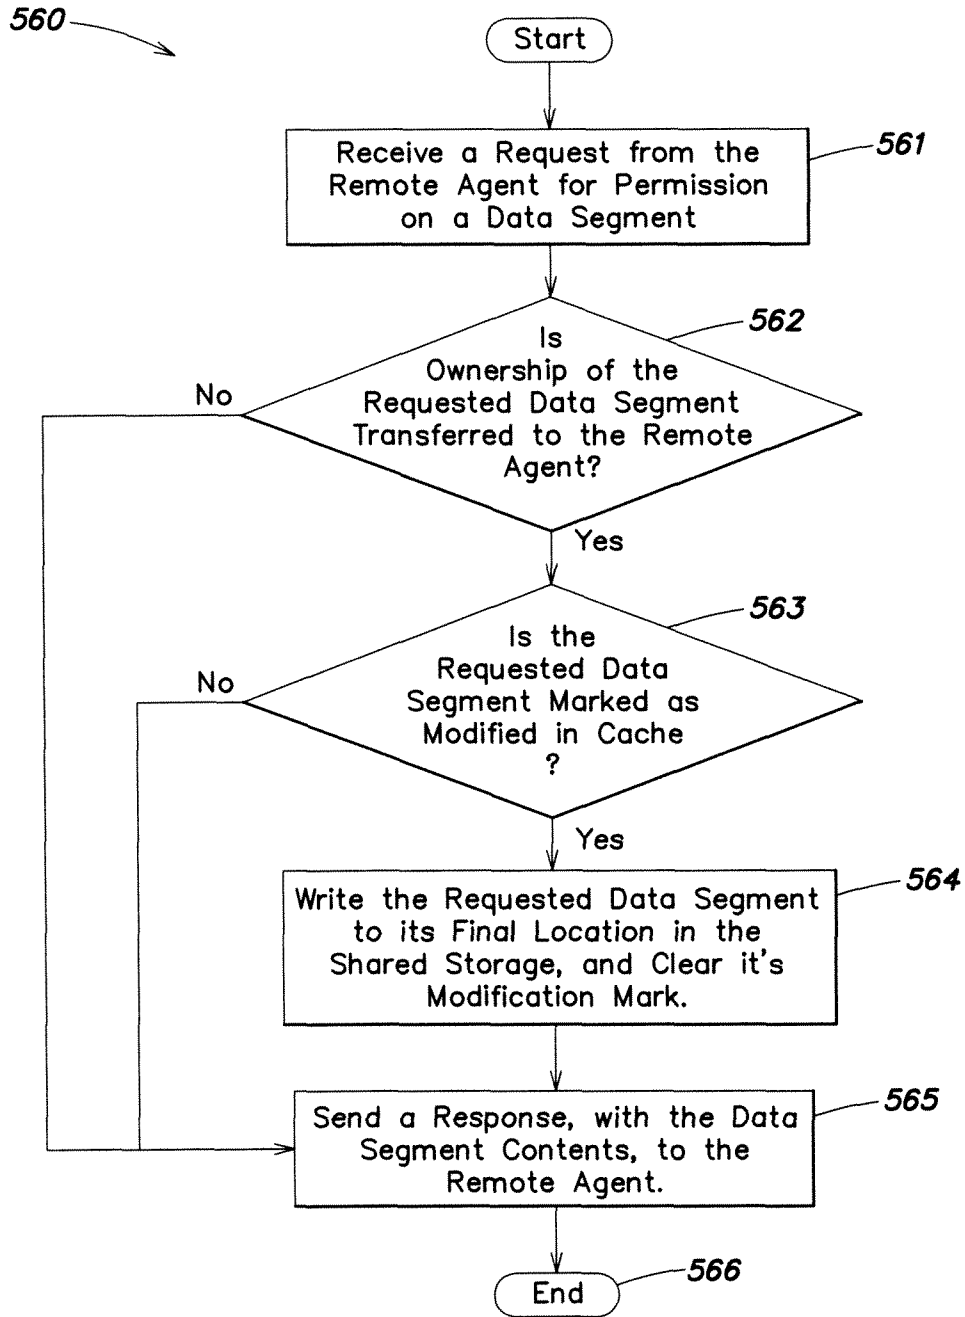 560
Start
Receive a Request from the
Remote Agent for Permission
on a Data Segment
561
Is
Ownership of the
Requested Data Segment
Transferred to the Remote
Agent?
562
No
Yes
Is the
Requested Data
Segment Marked as
Modified in Cache
?
563
No
Yes
Write the Requested Data Segment
to its Final Location in the
Shared Storage, and Clear it's
Modification Mark.
564
Send a Response, with the Data
Segment Contents, to the
Remote Agent.
565
End
566